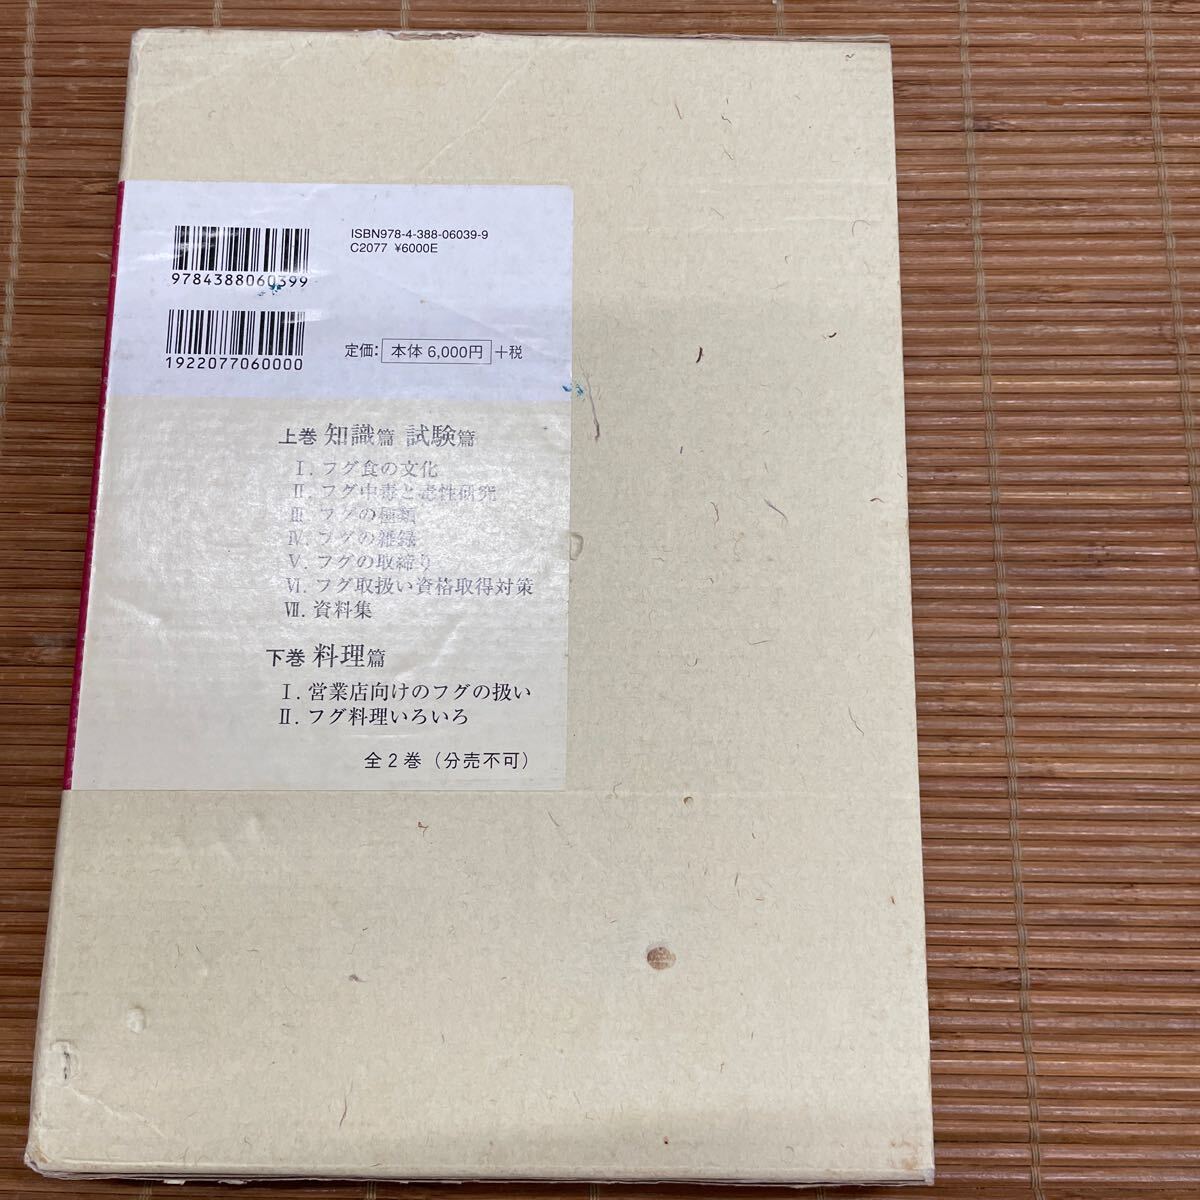 ISBN978-4-388-06039-9
C2077 ¥6000E
9784388060399
1922077060000
定価: 本体 6,000円 +税
上巻 知識篇 試験篇
Ⅰ. フグ食の文化
Ⅱ. フグ中毒と毒性研究
Ⅲ. フグの種類
Ⅳ. フグの雑録
Ⅴ. フグの取締り
Ⅵ. フグ取扱い資格取得対策
Ⅶ. 資料集
下巻 料理篇
Ⅰ. 営業店向けのフグの扱い
Ⅱ. フグ料理いろいろ
全2巻（分売不可）